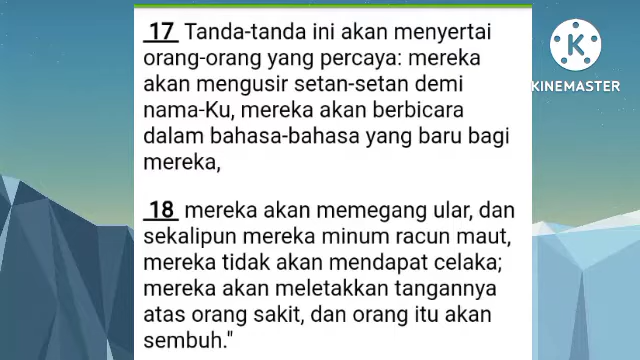 17 Tanda-tanda ini akan menyertai
orang-orang yang percaya: mereka
akan mengusir setan-setan demi
nama-Ku, mereka akan berbicara
dalam bahasa-bahasa yang baru bagi
mereka,
18 mereka akan memegang ular, dan
sekalipun mereka minum racun maut,
mereka tidak akan mendapat celaka;
mereka akan meletakkan tangannya
atas orang sakit, dan orang itu akan
sembuh."
K
KINEMASTER